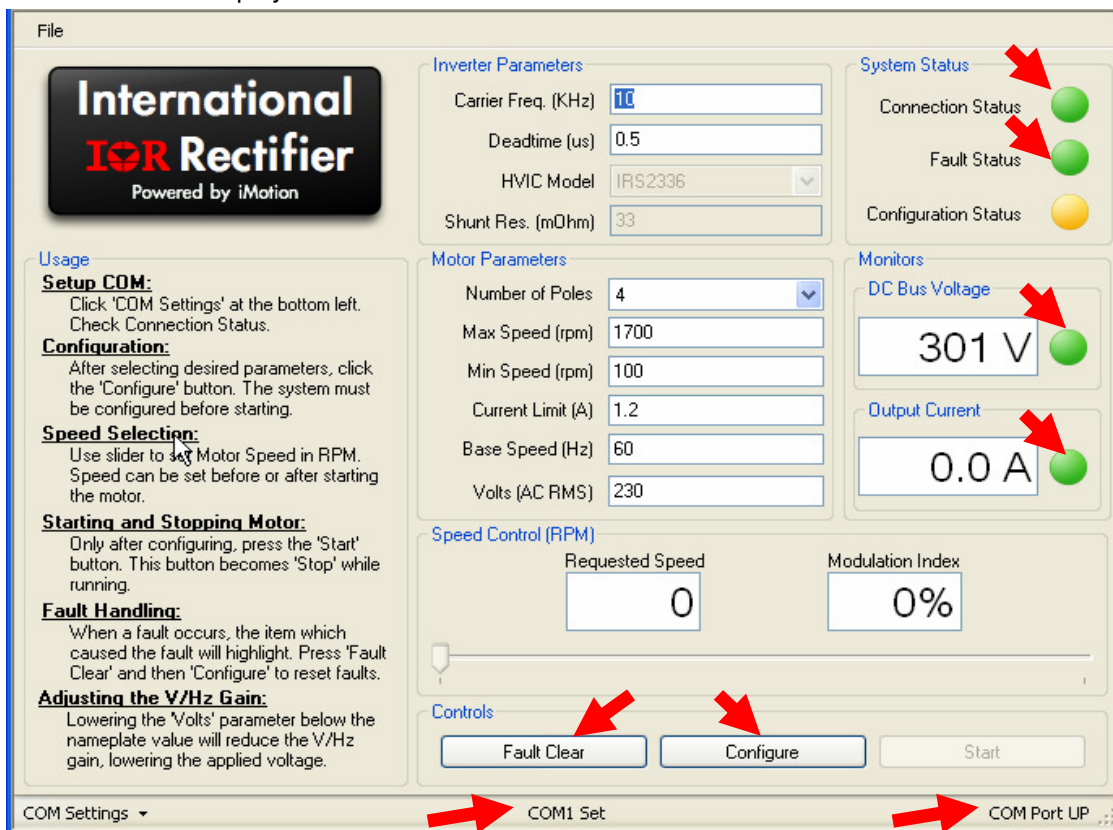 File
International
IOR Rectifier
Powered by iMotion
Usage
Setup COM:
Click 'COM Settings' at the bottom left.
Check Connection Status.
Configuration:
After selecting desired parameters, click
the 'Configure' button. The system must
be configured before starting.
Speed Selection:
Use slider to set Motor Speed in RPM.
Speed can be set before or after starting
the motor.
Starting and Stopping Motor:
Only after configuring, press the 'Start'
button. This button becomes 'Stop' while
running.
Fault Handling:
When a fault occurs, the item which
caused the fault will highlight. Press 'Fault
Clear' and then 'Configure' to reset faults.
Adjusting the V/Hz Gain:
Lowering the 'Volts' parameter below the
nameplate value will reduce the V/Hz
gain, lowering the applied voltage.
Inverter Parameters
Carrier Freq. (KHz) 10
Deadtime (us) 0.5
HVIC Model IRS2336
Shunt Res. (mOhm) 33
Motor Parameters
Number of Poles 4
Max Speed (rpm) 1700
Min Speed (rpm) 100
Current Limit (A) 1.2
Base Speed (Hz) 60
Volts (AC RMS) 230
System Status
Connection Status
Fault Status
Configuration Status
Monitors
DC Bus Voltage
301 V
Output Current
0.0 A
Speed Control (RPM)
Requested Speed Modulation Index
0 0%
Controls
Fault Clear Configure Start
COM Settings COM1 Set COM Port UP